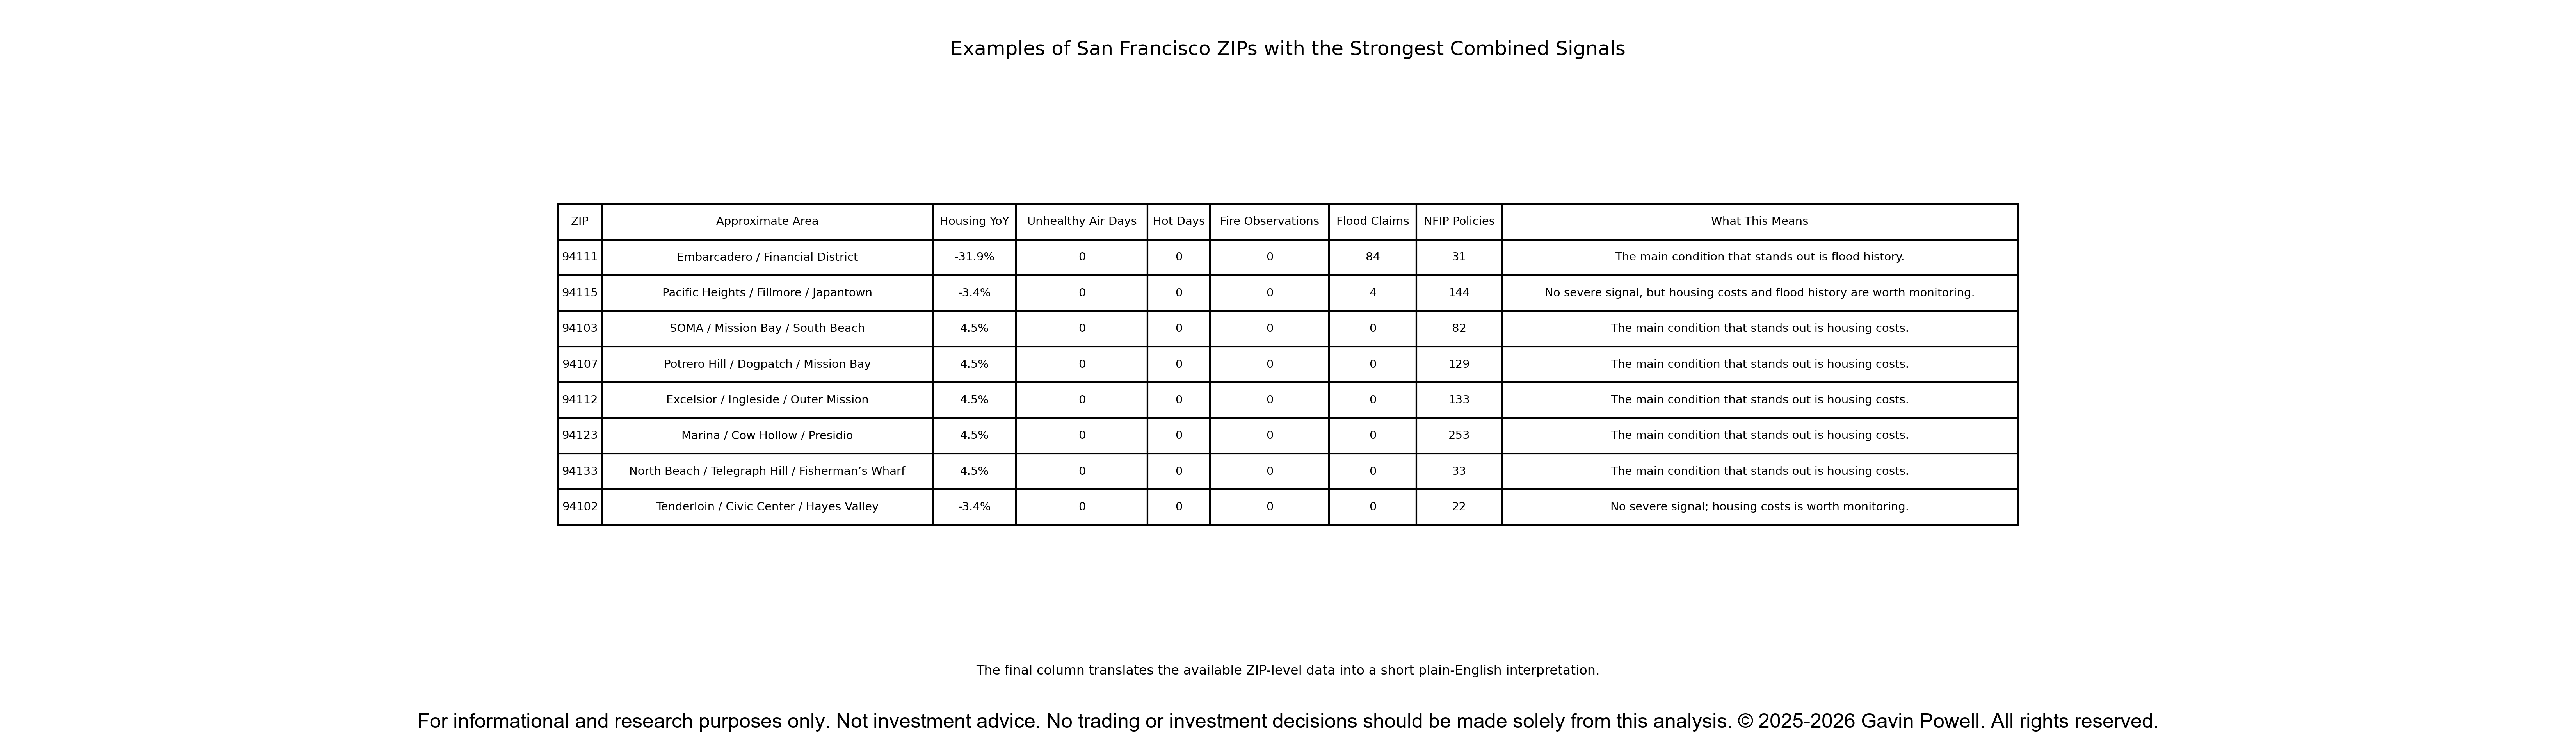 Examples of San Francisco ZIPs with the Strongest Combined Signals
ZIP Approximate Area Housing YoY Unhealthy Air Days Hot Days Fire Observations Flood Claims NFIP Policies What This Means
94111 Embarcadero / Financial District -31.9% 0 0 0 84 31 The main condition that stands out is flood history.
94115 Pacific Heights / Fillmore / Japantown -3.4% 0 0 0 4 144 No severe signal, but housing costs and flood history are worth monitoring.
94103 SOMA / Mission Bay / South Beach 4.5% 0 0 0 0 82 The main condition that stands out is housing costs.
94107 Potrero Hill / Dogpatch / Mission Bay 4.5% 0 0 0 0 129 The main condition that stands out is housing costs.
94112 Excelsior / Ingleside / Outer Mission 4.5% 0 0 0 0 133 The main condition that stands out is housing costs.
94123 Marina / Cow Hollow / Presidio 4.5% 0 0 0 0 253 The main condition that stands out is housing costs.
94133 North Beach / Telegraph Hill / Fisherman’s Wharf 4.5% 0 0 0 0 33 The main condition that stands out is housing costs.
94102 Tenderloin / Civic Center / Hayes Valley -3.4% 0 0 0 0 22 No severe signal; housing costs is worth monitoring.
The final column translates the available ZIP-level data into a short plain-English interpretation.
For informational and research purposes only. Not investment advice. No trading or investment decisions should be made solely from this analysis. © 2025-2026 Gavin Powell. All rights reserved.